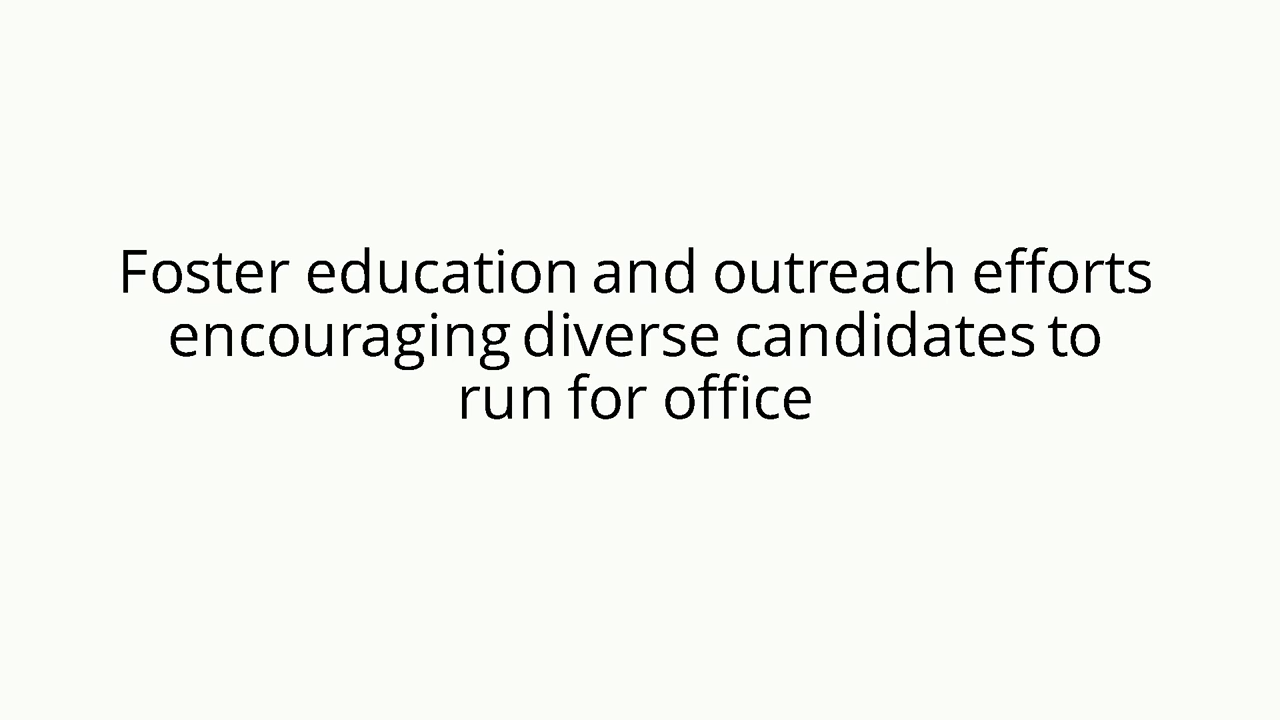 Foster education and outreach efforts
encouraging diverse candidates to
run for office